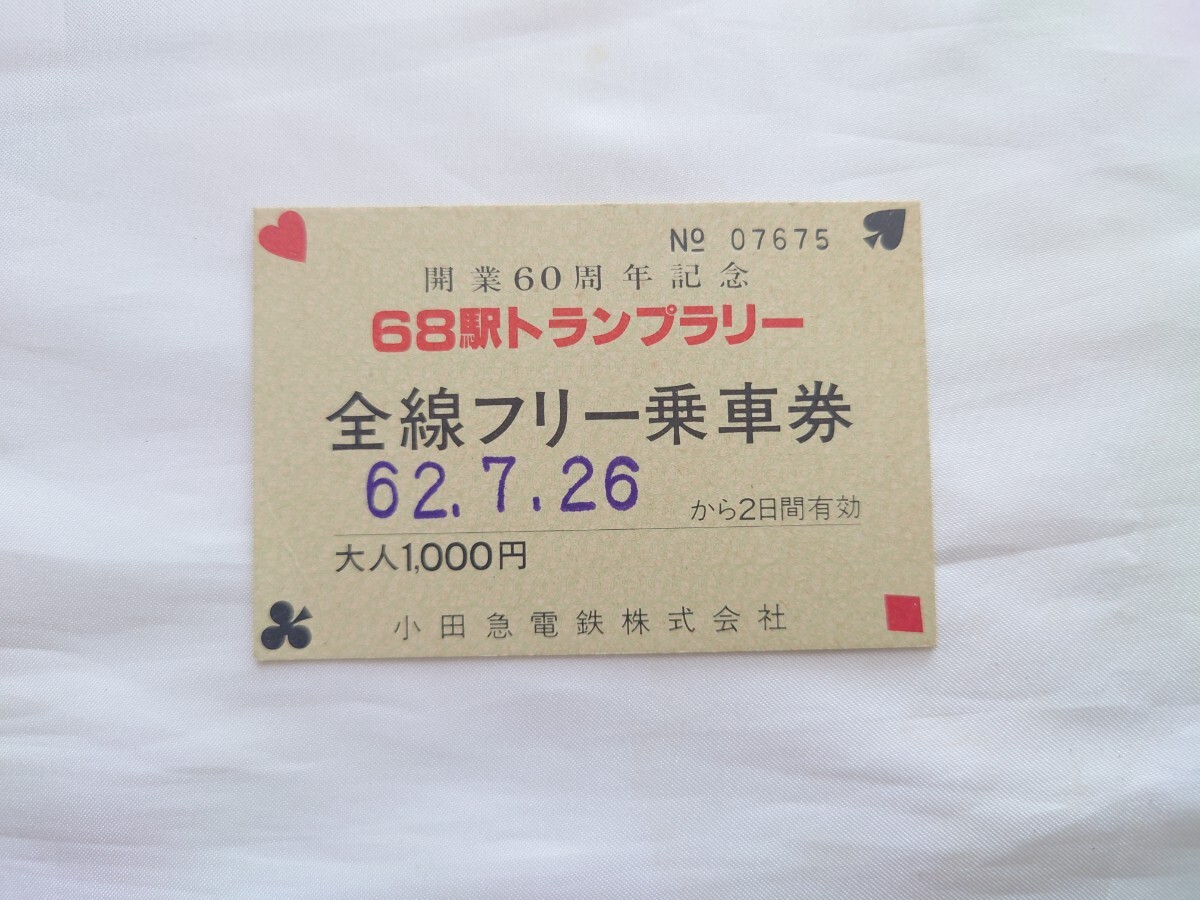 № 07675
開業60周年記念
68駅トランプラリー
全線フリー乗車券
62.7.26 から2日間有効
大人1,000円
小田急電鉄株式会社